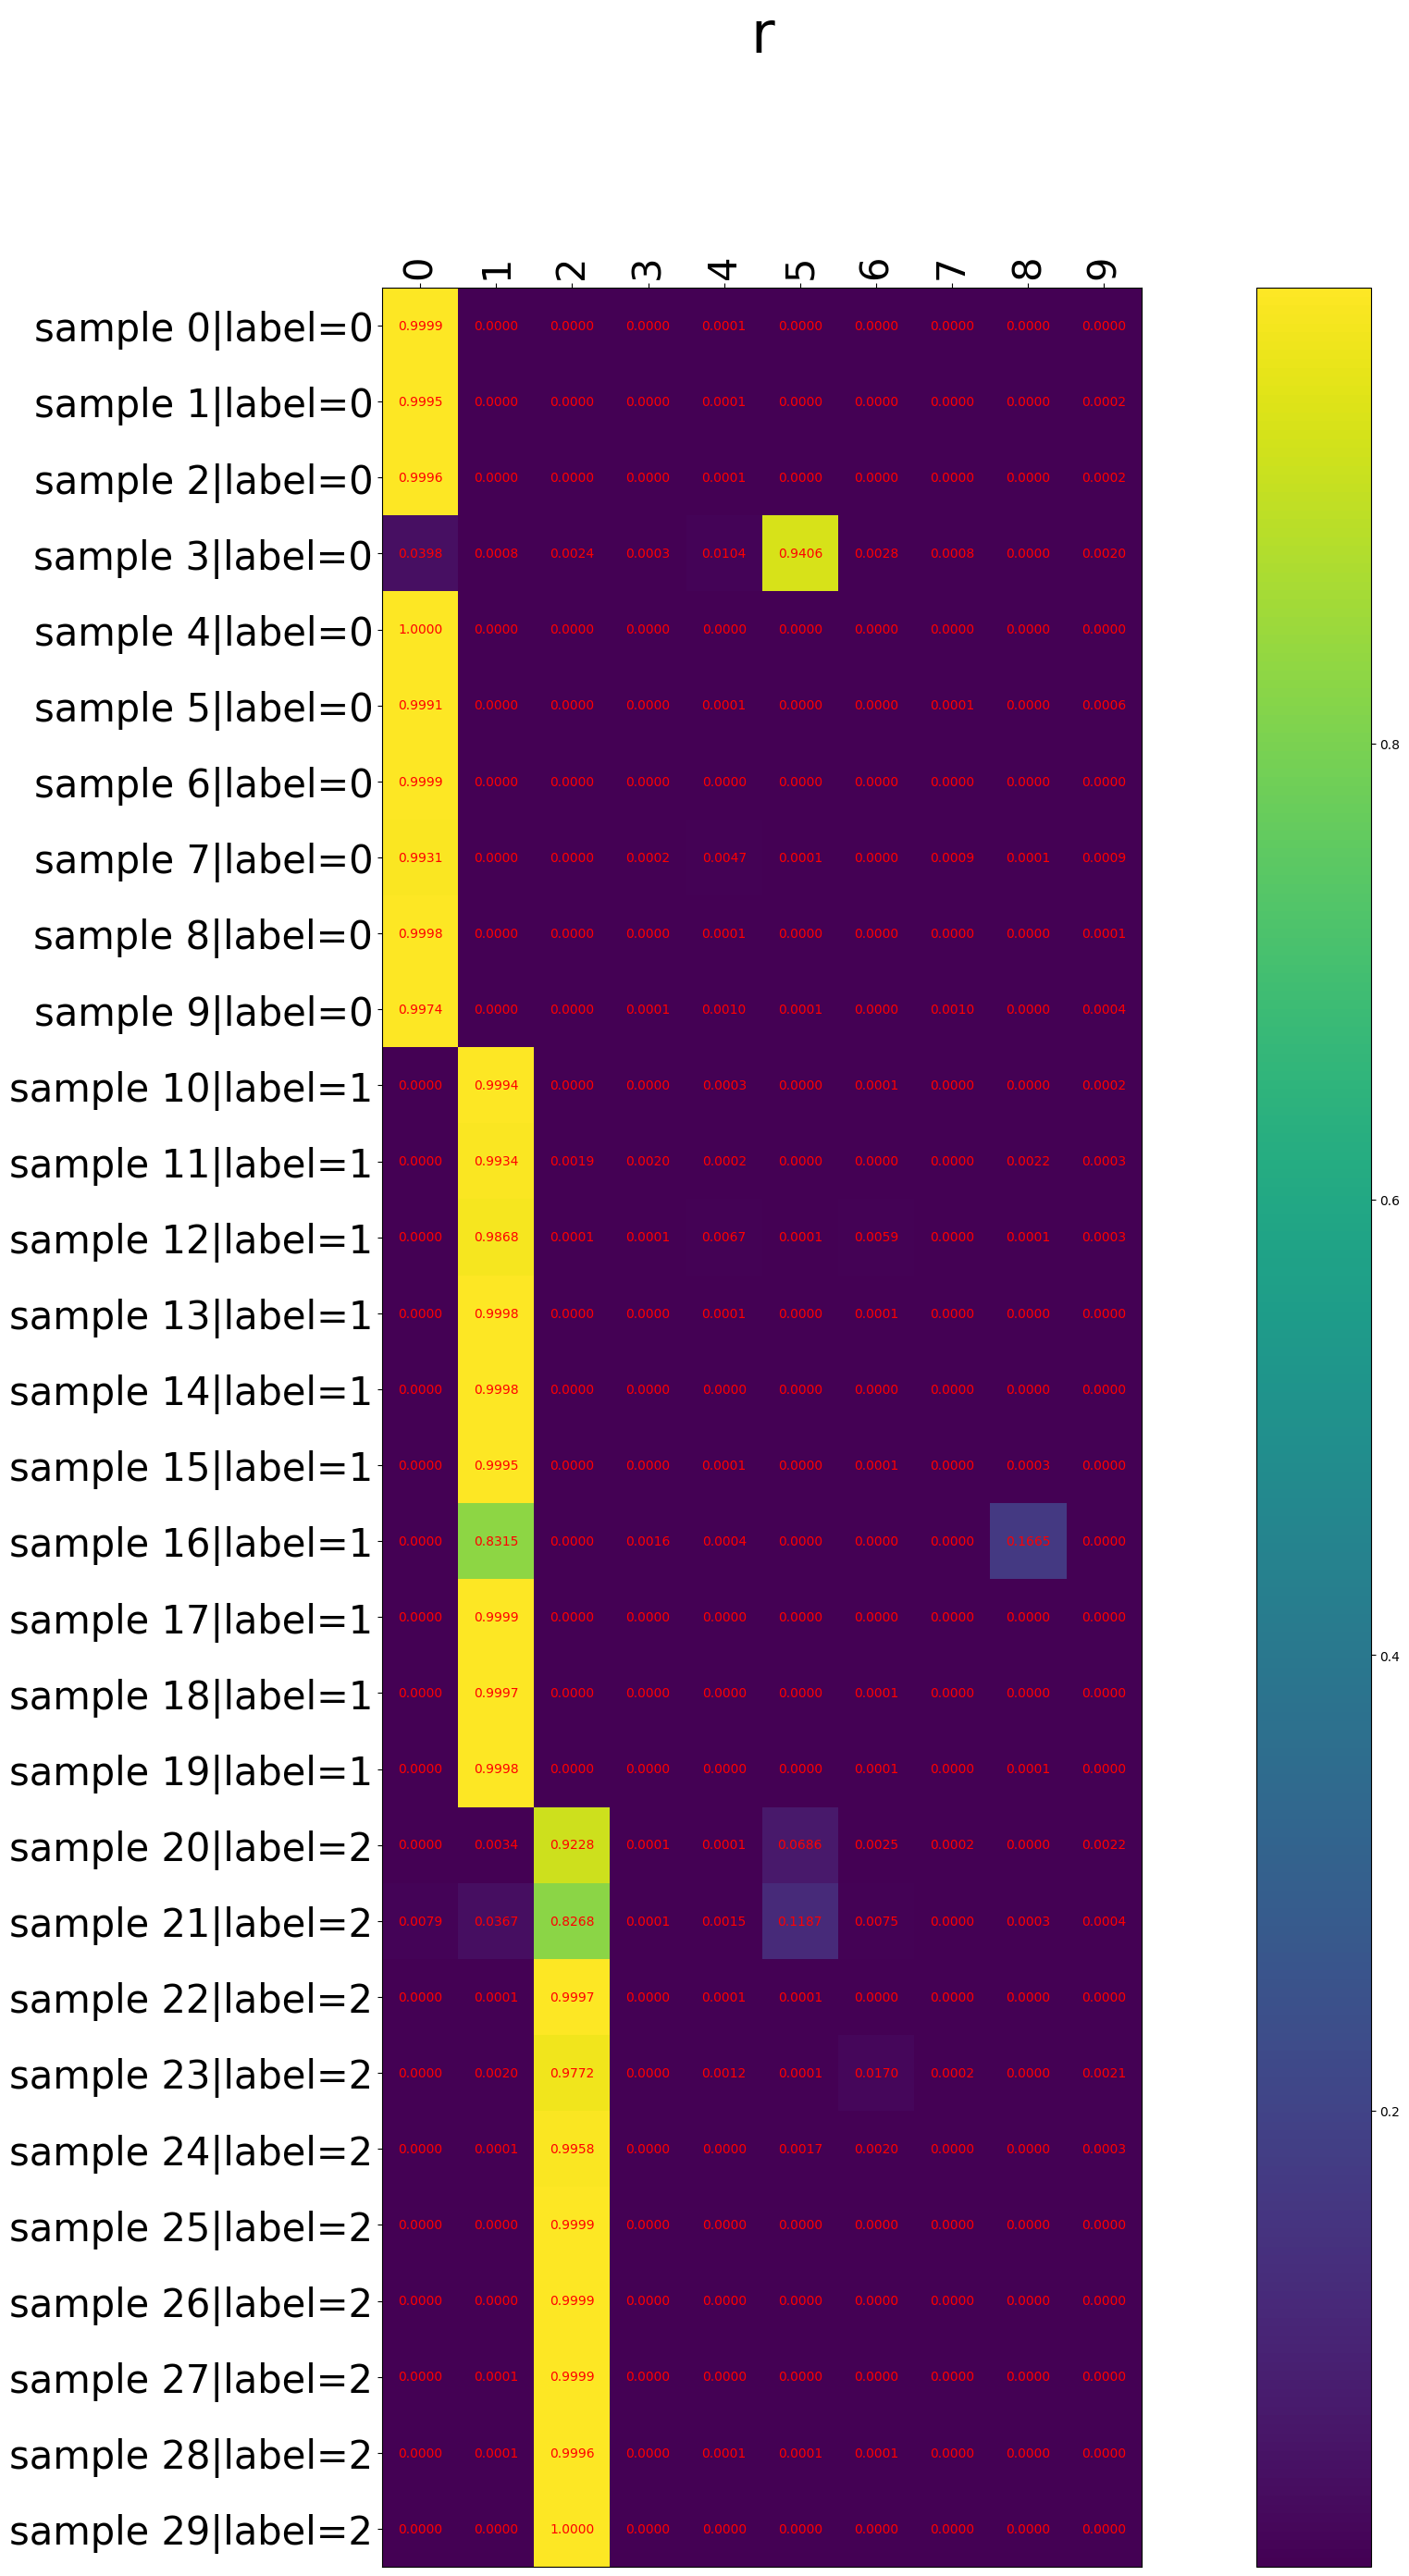 r
0 1 2 3 4 5 6 7 8 9
sample 0|label=0 0.9999 0.0000 0.0000 0.0000 0.0001 0.0000 0.0000 0.0000 0.0000 0.0000
sample 1|label=0 0.9995 0.0000 0.0000 0.0000 0.0001 0.0000 0.0000 0.0000 0.0000 0.0002
sample 2|label=0 0.9996 0.0000 0.0000 0.0000 0.0001 0.0000 0.0000 0.0000 0.0000 0.0002
sample 3|label=0 0.0398 0.0008 0.0024 0.0003 0.0104 0.9406 0.0028 0.0008 0.0000 0.0020
sample 4|label=0 1.0000 0.0000 0.0000 0.0000 0.0000 0.0000 0.0000 0.0000 0.0000 0.0000
sample 5|label=0 0.9991 0.0000 0.0000 0.0000 0.0001 0.0000 0.0000 0.0001 0.0000 0.0006
0.8
sample 6|label=0 0.9999 0.0000 0.0000 0.0000 0.0000 0.0000 0.0000 0.0000 0.0000 0.0000
sample 7|label=0 0.9931 0.0000 0.0000 0.0002 0.0047 0.0001 0.0000 0.0009 0.0001 0.0009
sample 8|label=0 0.9998 0.0000 0.0000 0.0000 0.0001 0.0000 0.0000 0.0000 0.0000 0.0001
sample 9|label=0 0.9974 0.0000 0.0000 0.0001 0.0010 0.0001 0.0000 0.0010 0.0000 0.0004
sample 10|label=1 0.0000 0.9994 0.0000 0.0000 0.0003 0.0000 0.0001 0.0000 0.0000 0.0002
sample 11|label=1 0.0000 0.9934 0.0019 0.0020 0.0002 0.0000 0.0000 0.0000 0.0022 0.0003
0.6
sample 12|label=1 0.0000 0.9868 0.0001 0.0001 0.0067 0.0001 0.0059 0.0000 0.0001 0.0003
sample 13|label=1 0.0000 0.9998 0.0000 0.0000 0.0001 0.0000 0.0001 0.0000 0.0000 0.0000
sample 14|label=1 0.0000 0.9998 0.0000 0.0000 0.0000 0.0000 0.0000 0.0000 0.0000 0.0000
sample 15|label=1 0.0000 0.9995 0.0000 0.0000 0.0001 0.0000 0.0001 0.0000 0.0003 0.0000
sample 16|label=1 0.0000 0.8315 0.0000 0.0016 0.0004 0.0000 0.0000 0.0000 0.1665 0.0000
sample 17|label=1 0.0000 0.9999 0.0000 0.0000 0.0000 0.0000 0.0000 0.0000 0.0000 0.0000
0.4
sample 18|label=1 0.0000 0.9997 0.0000 0.0000 0.0000 0.0000 0.0001 0.0000 0.0000 0.0000
sample 19|label=1 0.0000 0.9998 0.0000 0.0000 0.0000 0.0000 0.0001 0.0000 0.0001 0.0000
sample 20|label=2 0.0000 0.0034 0.9228 0.0001 0.0001 0.0686 0.0025 0.0002 0.0000 0.0022
sample 21|label=2 0.0079 0.0367 0.8268 0.0001 0.0015 0.1187 0.0075 0.0000 0.0003 0.0004
sample 22|label=2 0.0000 0.0001 0.9997 0.0000 0.0001 0.0001 0.0000 0.0000 0.0000 0.0000
sample 23|label=2 0.0000 0.0020 0.9772 0.0000 0.0012 0.0001 0.0170 0.0002 0.0000 0.0021
0.2
sample 24|label=2 0.0000 0.0001 0.9958 0.0000 0.0000 0.0017 0.0020 0.0000 0.0000 0.0003
sample 25|label=2 0.0000 0.0000 0.9999 0.0000 0.0000 0.0000 0.0000 0.0000 0.0000 0.0000
sample 26|label=2 0.0000 0.0000 0.9999 0.0000 0.0000 0.0000 0.0000 0.0000 0.0000 0.0000
sample 27|label=2 0.0000 0.0001 0.9999 0.0000 0.0000 0.0000 0.0000 0.0000 0.0000 0.0000
sample 28|label=2 0.0000 0.0001 0.9996 0.0000 0.0001 0.0001 0.0001 0.0000 0.0000 0.0000
sample 29|label=2 0.0000 0.0000 1.0000 0.0000 0.0000 0.0000 0.0000 0.0000 0.0000 0.0000